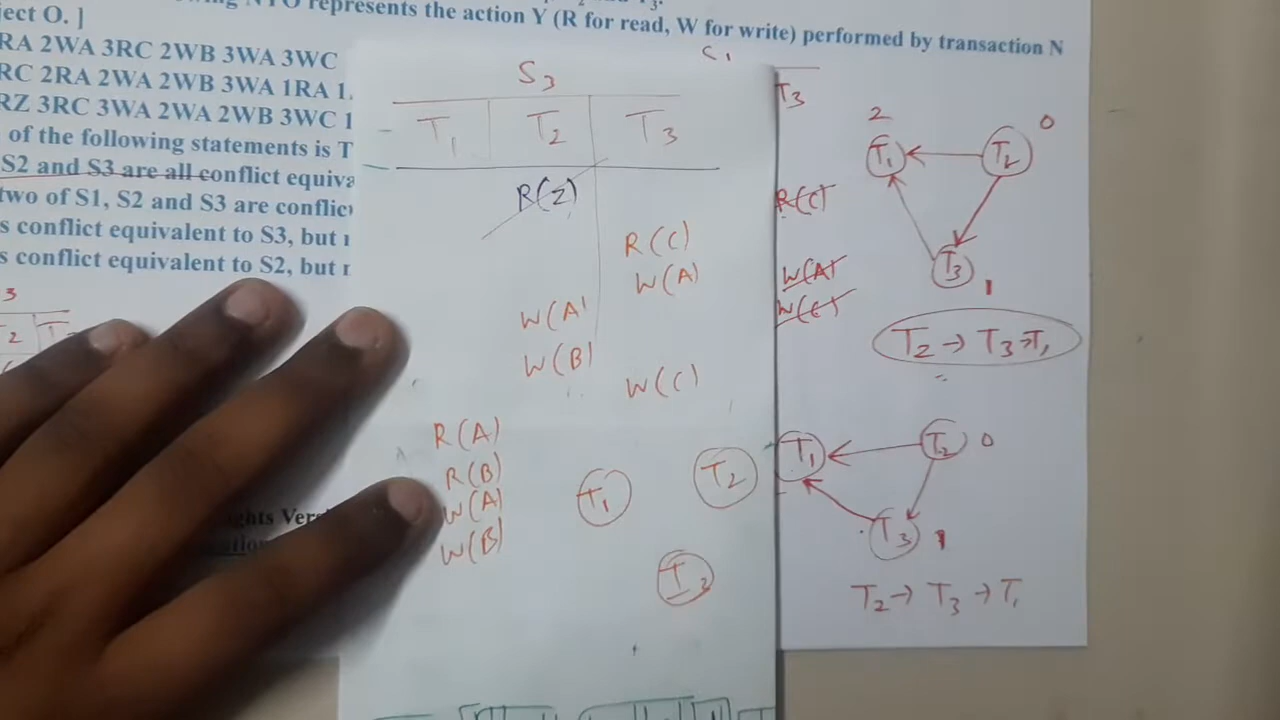 represents the action Y (R for read, W for write) performed by transaction N
ject O. ]
RA 2WA 3RC 2WB 3WA 3WC
RC 2RA 2WA 2WB 3WA 1RA 1
RZ 3RC 3WA 2WA 2WB 3WC 1
of the following statements is T
S2 and S3 are all conflict equiva
two of S1, S2 and S3 are conflic
s conflict equivalent to S3, but
s conflict equivalent to S2, but
3
S3
S1
T1 T2 T3
R(Z)
R(C)
W(A)
W(A)
W(B)
W(C)
R(A)
R(B)
W(A)
W(B)
T1 T2
T3
T3
R(C)
W(A)
W(C)
2 0
T1 T2
T3 1
T2 → T3 → T1
T1 T2 0
T3 1
T2 → T3 → T1